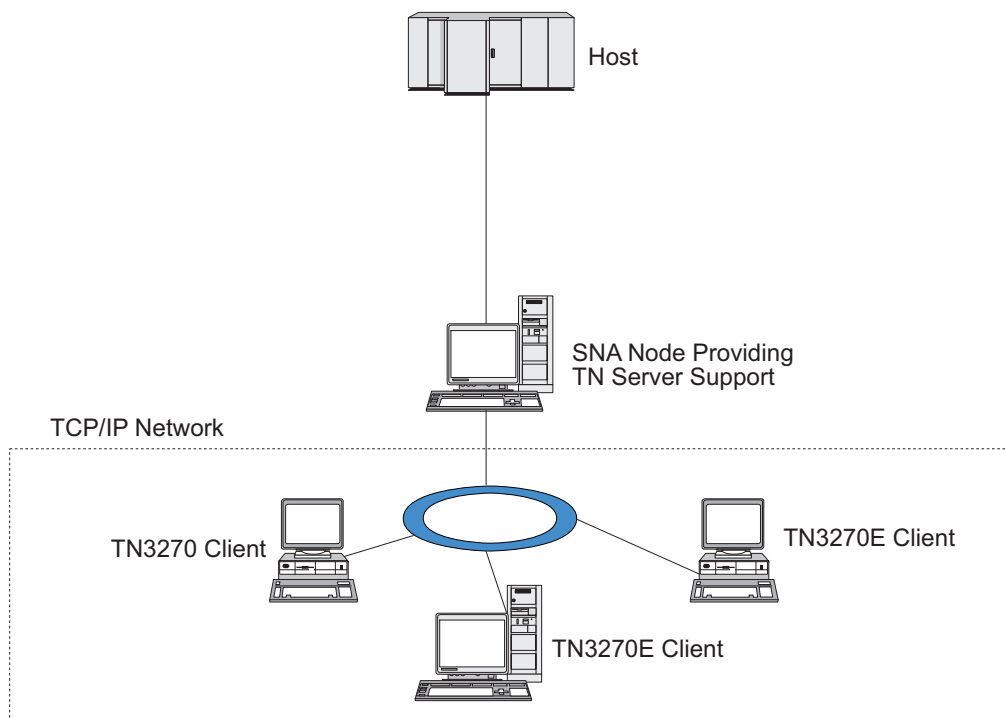 Host
SNA Node Providing
TN Server Support
TCP/IP Network
TN3270 Client
TN3270E Client
TN3270E Client